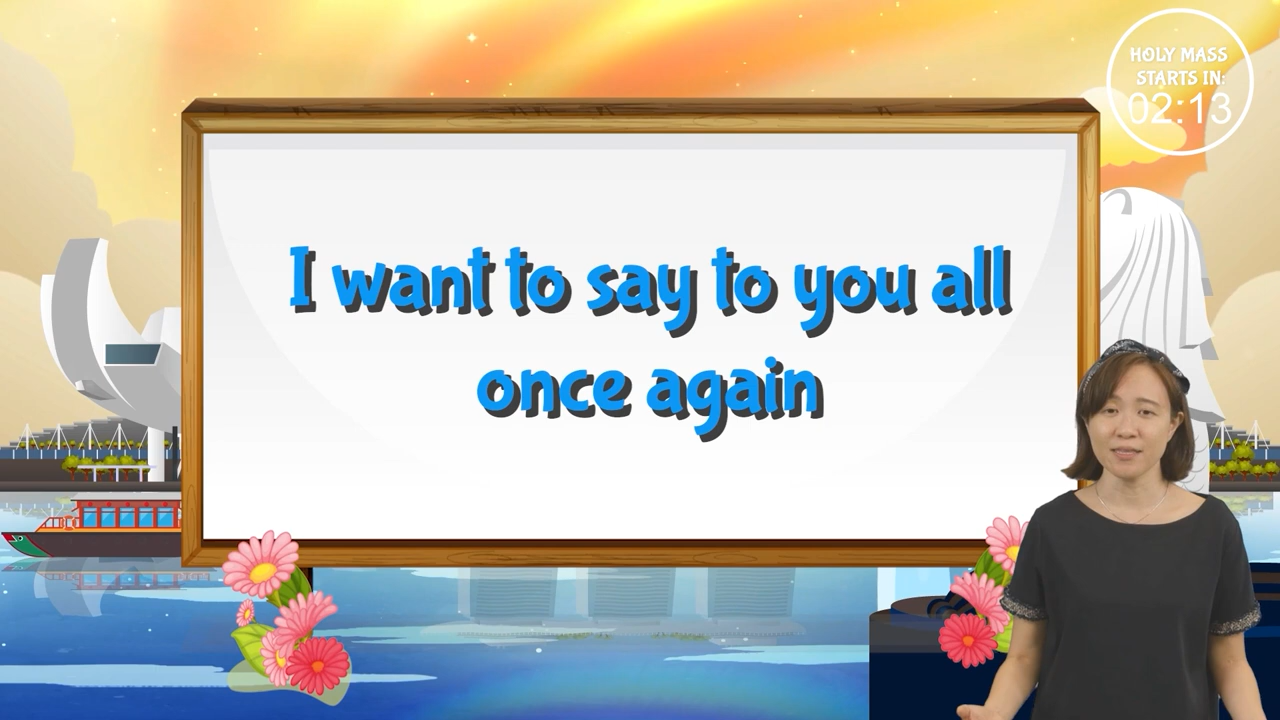 HOLY MASS
STARTS IN:
02:13
I want to say to you all
once again